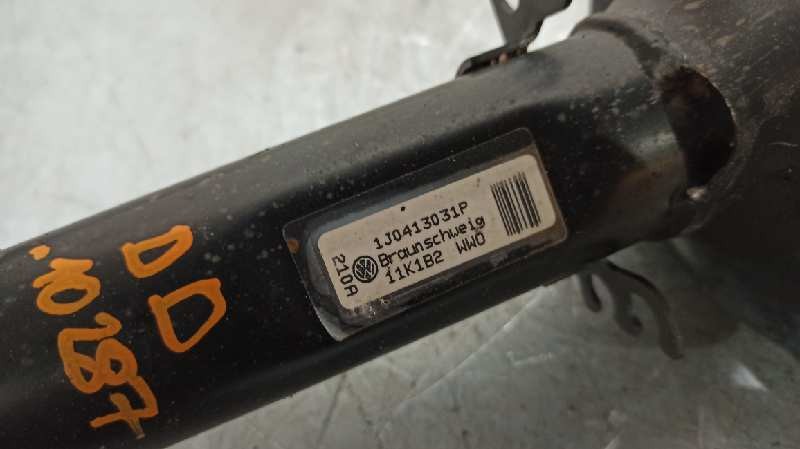 1J0413031P
Braunschweig
11K1B2 WWO
210A
DD
10287